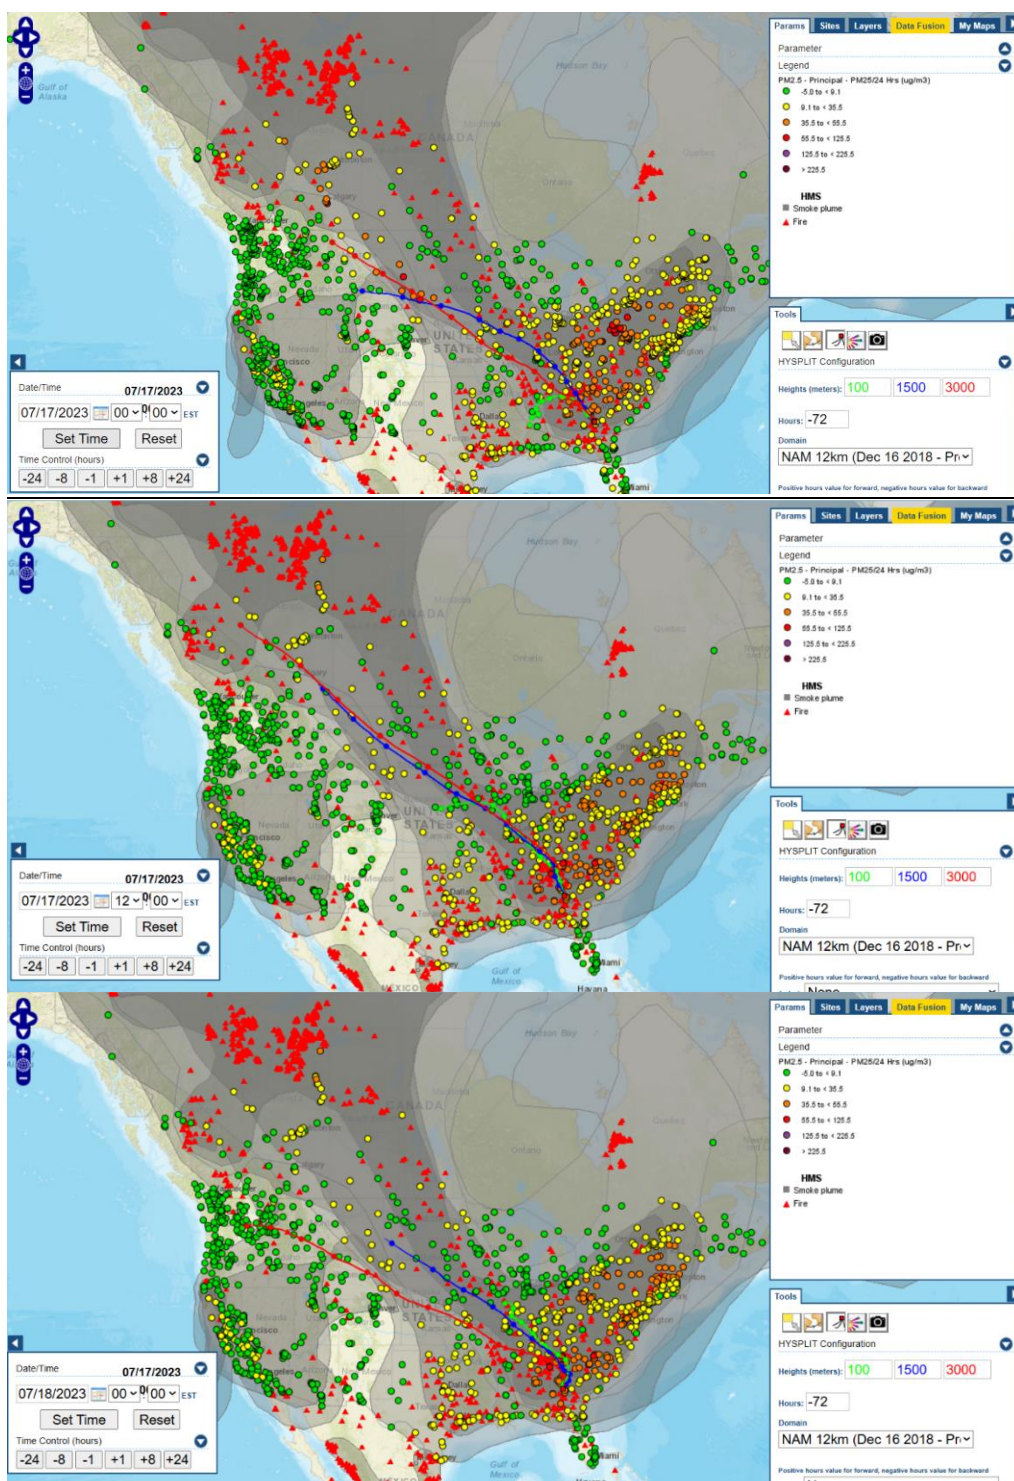 Params Sites Layers Data Fusion My Maps
Parameter
Legend
PM2.5 - Principal - PM25/24 Hrs (ug/m3)
-5.0 to < 9.1
9.1 to < 35.5
35.5 to < 55.5
55.5 to < 125.5
125.5 to < 225.5
> 225.5
HMS
Smoke plume
Fire
Gulf of
Alaska
Hudson Bay
CANADA
Ontario
Calgary
Vancouver
UNITED
STATES
Nevada
Dallas
Miami
Tools
HYSPLIT Configuration
Heights (meters): 100 1500 3000
Hours: -72
Domain
NAM 12km (Dec 16 2018 - Pr
Positive hours value for forward, negative hours value for backward
Date/Time 07/17/2023
07/17/2023 00 00 EST
Set Time Reset
Time Control (hours)
-24 -8 -1 +1 +8 +24
Params Sites Layers Data Fusion My Maps
Parameter
Legend
PM2.5 - Principal - PM25/24 Hrs (ug/m3)
-5.0 to < 9.1
9.1 to < 35.5
35.5 to < 55.5
55.5 to < 125.5
125.5 to < 225.5
> 225.5
HMS
Smoke plume
Fire
Hudson Bay
CANADA
Ontario
Nevada
STATES
Dallas
Miami
Gulf of
Mexico
Havana
MÉXICO
Tools
HYSPLIT Configuration
Heights (meters): 100 1500 3000
Hours: -72
Domain
NAM 12km (Dec 16 2018 - Pr
Positive hours value for forward, negative hours value for backward
None
Date/Time 07/17/2023
07/17/2023 12 00 EST
Set Time Reset
Time Control (hours)
-24 -8 -1 +1 +8 +24
Params Sites Layers Data Fusion My Maps
Parameter
Legend
PM2.5 - Principal - PM25/24 Hrs (ug/m3)
-5.0 to < 9.1
9.1 to < 35.5
35.5 to < 55.5
55.5 to < 125.5
125.5 to < 225.5
> 225.5
HMS
Smoke plume
Fire
Hudson Bay
CANADA
Ontario
Nevada
Dallas
Miami
Gulf of
Mexico
Tools
HYSPLIT Configuration
Heights (meters): 100 1500 3000
Hours: -72
Domain
NAM 12km (Dec 16 2018 - Pr
Positive hours value for forward, negative hours value for backward
Date/Time 07/17/2023
07/18/2023 00 00 EST
Set Time Reset
Time Control (hours)
-24 -8 -1 +1 +8 +24